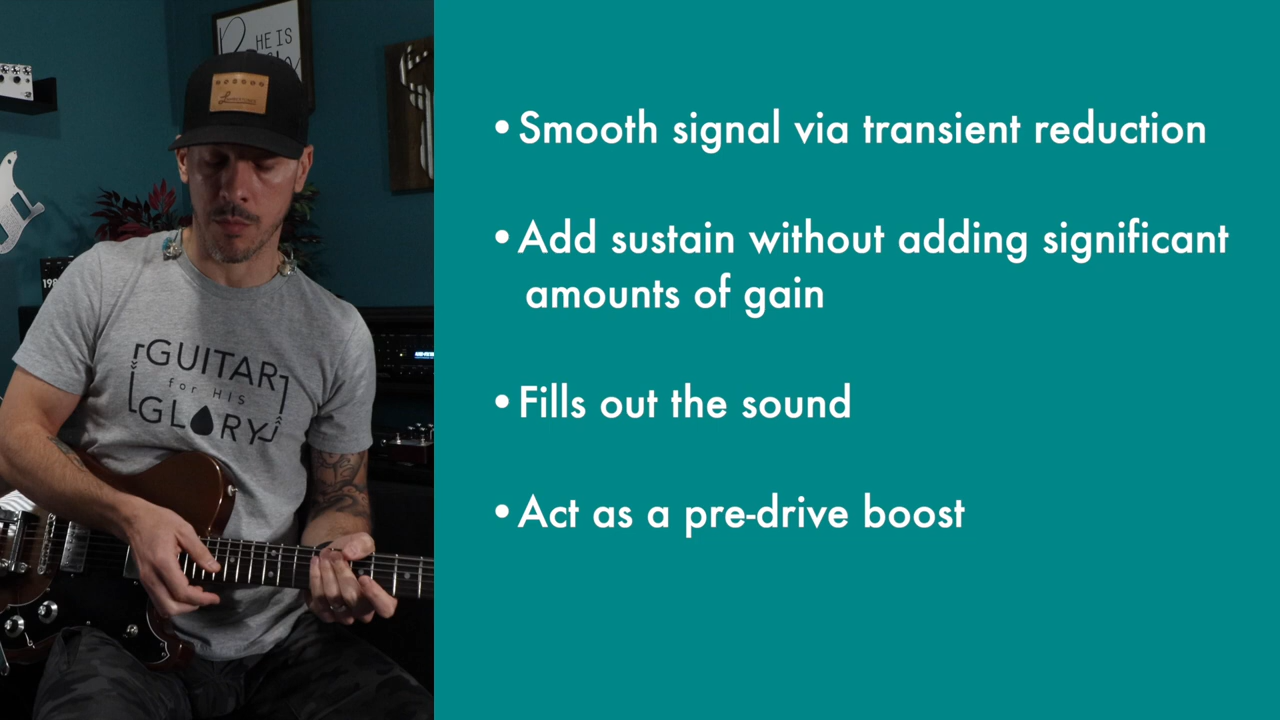 HE IS
GUITAR
for HIS
GLORY
198
• Smooth signal via transient reduction
• Add sustain without adding significant
amounts of gain
• Fills out the sound
• Act as a pre-drive boost